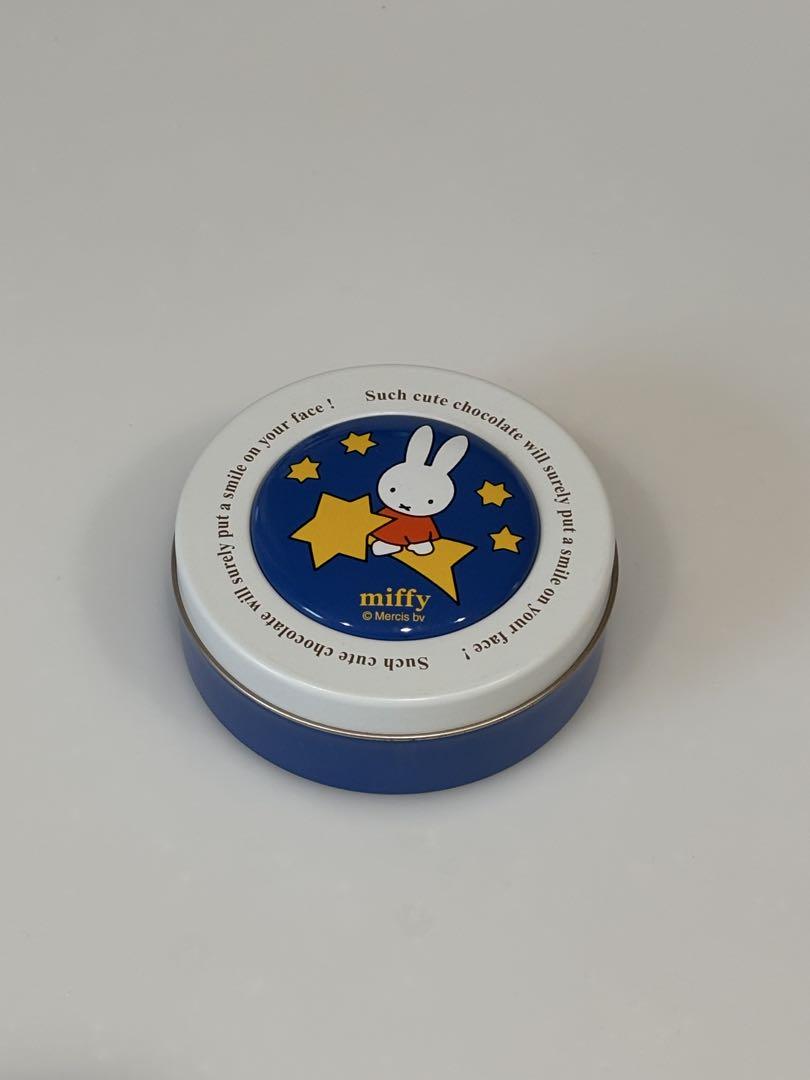 Such cute chocolate will surely put a smile on your face !
Such cute chocolate will surely put a smile on your face !
miffy
© Mercis bv